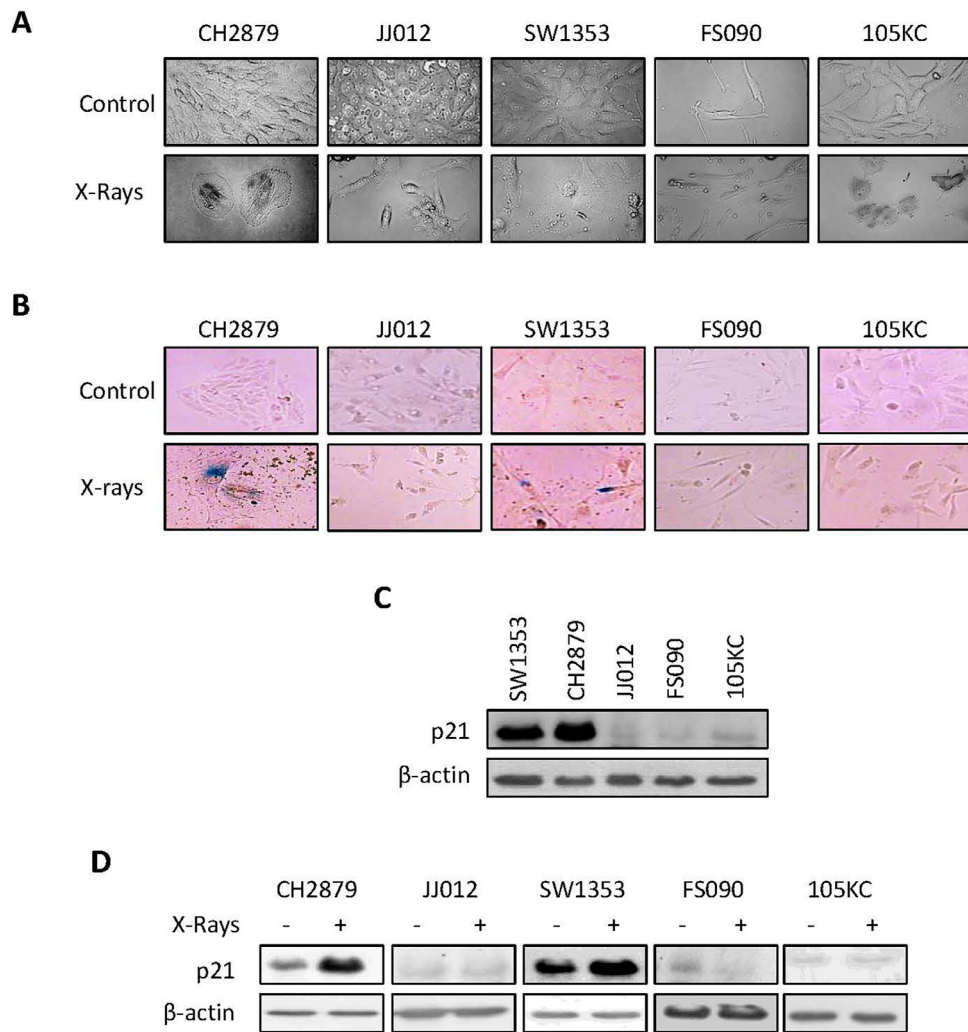 A
CH2879 JJ012 SW1353 FS090 105KC
Control
X-Rays
B
CH2879 JJ012 SW1353 FS090 105KC
Control
X-rays
C
SW1353 CH2879 JJ012 FS090 105KC
p21
β-actin
D
CH2879 JJ012 SW1353 FS090 105KC
X-Rays - + - + - + - + - +
p21
β-actin